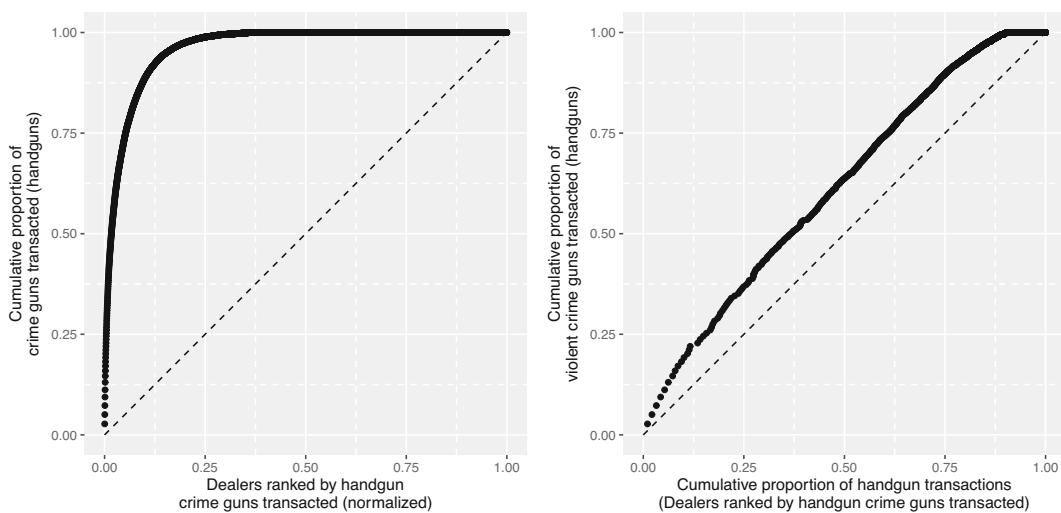 Cumulative proportion of
crime guns transacted (handguns)
1.00
0.75
0.50
0.25
0.00
0.00 0.25 0.50 0.75 1.00
Dealers ranked by handgun
crime guns transacted (normalized)
Cumulative proportion of
violent crime guns transacted (handguns)
1.00
0.75
0.50
0.25
0.00
0.00 0.25 0.50 0.75 1.00
Cumulative proportion of handgun transactions
(Dealers ranked by handgun crime guns transacted)